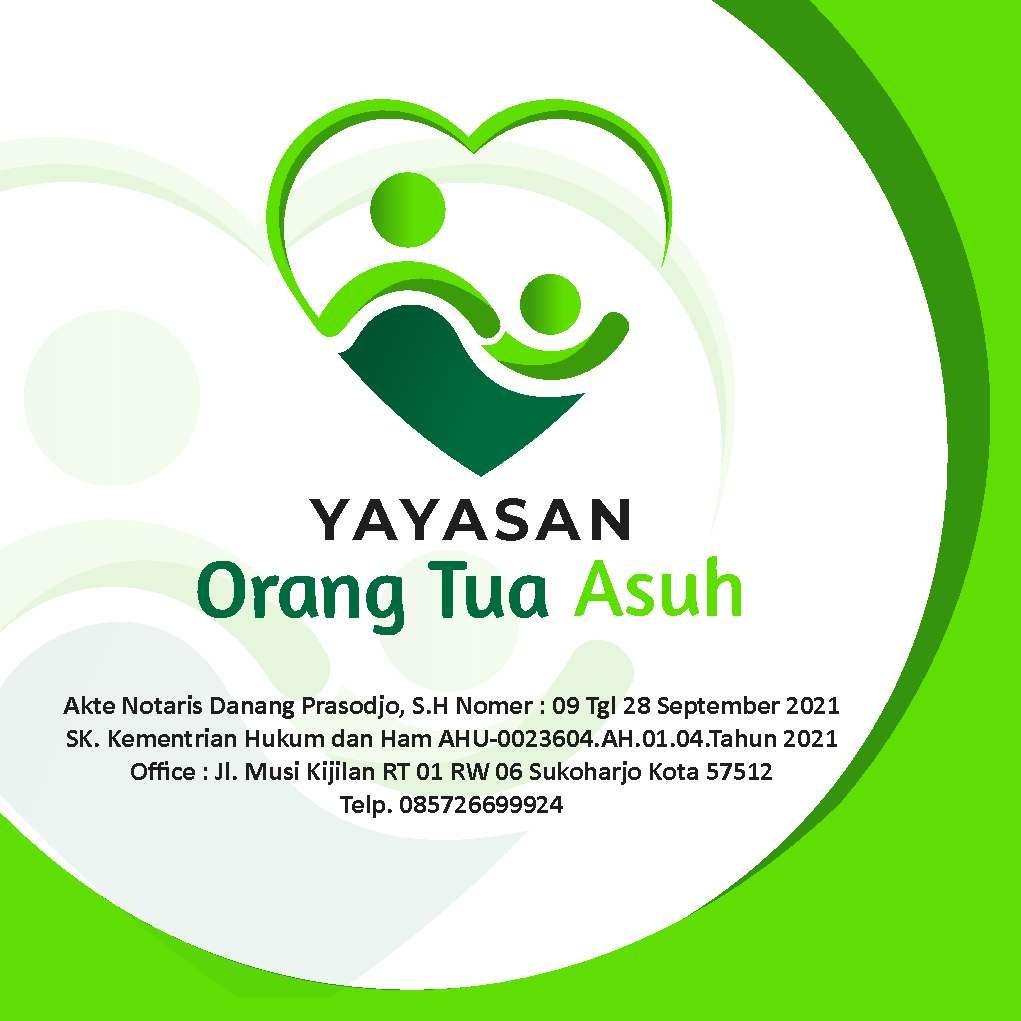 YAYASAN
Orang Tua Asuh
Akte Notaris Danang Prasodjo, S.H Nomer : 09 Tgl 28 September 2021
SK. Kementrian Hukum dan Ham AHU-0023604.AH.01.04.Tahun 2021
Office : Jl. Musi Kijilan RT 01 RW 06 Sukoharjo Kota 57512
Telp. 085726699924